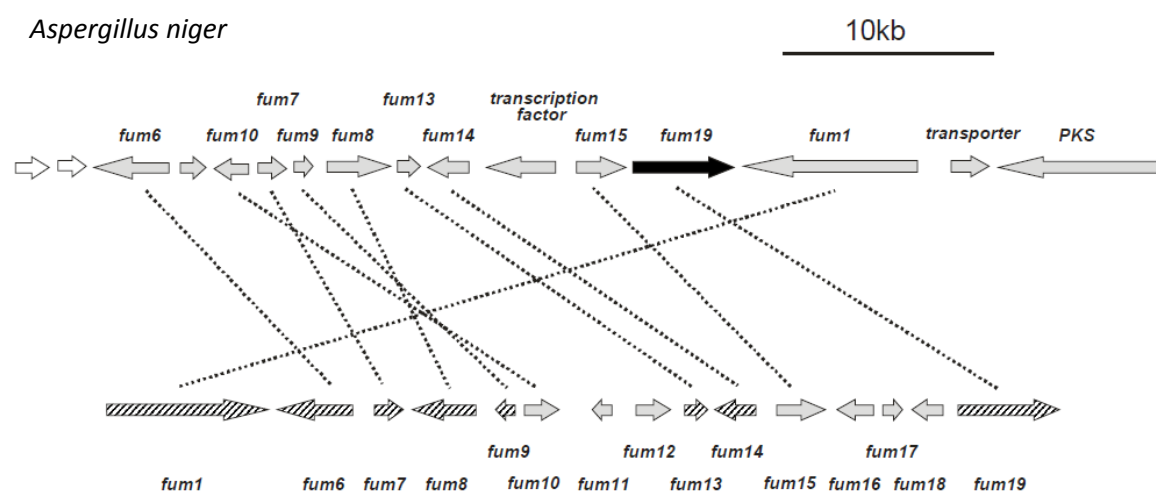 Aspergillus niger
10kb
fum7 fum13 transcription
factor
fum6 fum10 fum9 fum8 fum14 fum15 fum19 fum1 transporter PKS
fum9 fum12 fum14 fum17
fum1 fum6 fum7 fum8 fum10 fum11 fum13 fum15 fum16 fum18 fum19